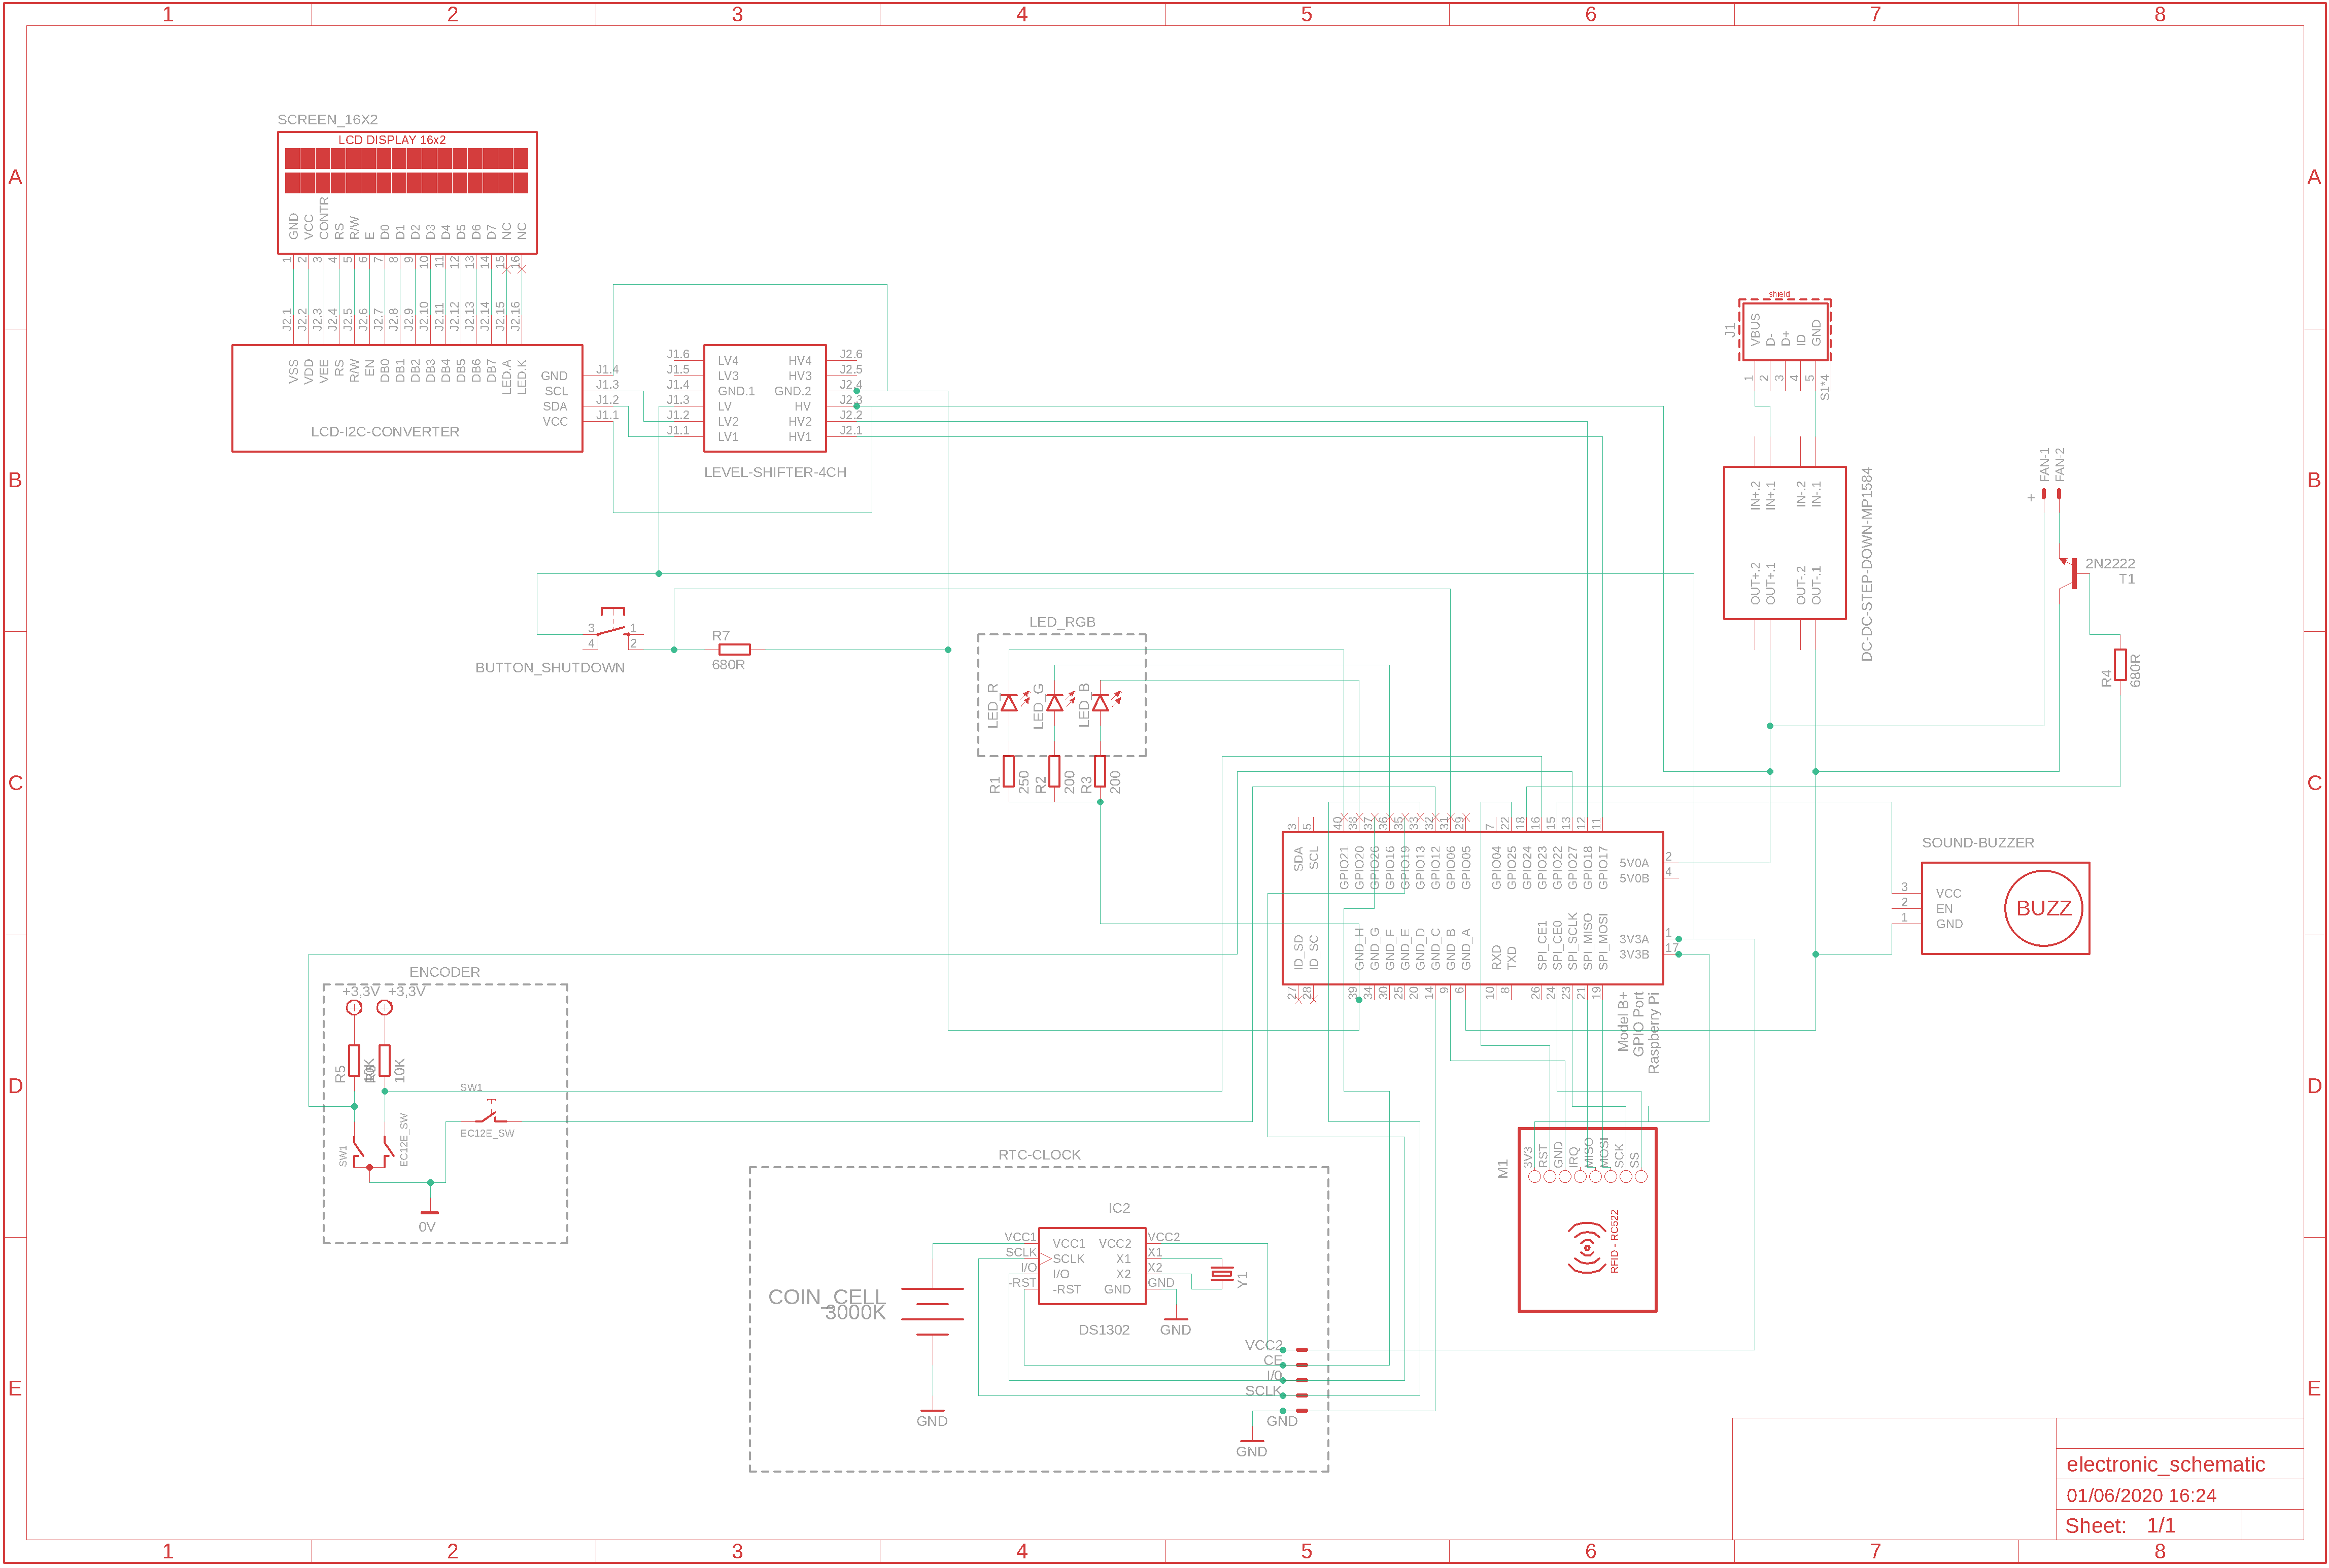 1 2 3 4 5 6 7 8
A
A
B
B
C
C
D
D
E
E
SCREEN_16X2
LCD DISPLAY 16x2
GND VCC CONTR RS R/W E D0 D1 D2 D3 D4 D5 D6 D7 NC NC
1 2 3 4 5 6 7 8 9 10 11 12 13 14 15 16
J2.1 J2.2 J2.3 J2.4 J2.5 J2.6 J2.7 J2.8 J2.9 J2.10 J2.11 J2.12 J2.13 J2.14 J2.15 J2.16
VSS VDD VEE RS R/W EN DB0 DB1 DB2 DB3 DB4 DB5 DB6 DB7 LED.A LED.K
GND J1.4
SCL J1.3
SDA J1.2
VCC J1.1
LCD-I2C-CONVERTER
J1.6 LV4 HV4 J2.6
J1.5 LV3 HV3 J2.5
J1.4 GND.1 GND.2 J2.4
J1.3 LV HV J2.3
J1.2 LV2 HV2 J2.2
J1.1 LV1 HV1 J2.1
LEVEL-SHIFTER-4CH
shield
J1
VBUS D- D+ ID GND
1 2 3 4 5 S1*4
IN+.2 IN+.1 IN-.2 IN-.1
OUT+.2 OUT+.1 OUT-.2 OUT-.1
DC-DC-STEP-DOWN-MP1584
FAN-1 FAN-2
+
2N2222
T1
R4
680R
3 1
4 2
BUTTON_SHUTDOWN
R7
680R
LED_RGB
LED_R LED_G LED_B
R1 250 R2 200 R3 200
3 5 40 38 37 36 35 33 32 31 29 7 22 18 16 15 13 12 11
SDA SCL GPIO21 GPIO20 GPIO26 GPIO16 GPIO19 GPIO13 GPIO12 GPIO06 GPIO05 GPIO04 GPIO25 GPIO24 GPIO23 GPIO22 GPIO27 GPIO18 GPIO17
5V0A 2
5V0B 4
3V3A 1
3V3B 17
ID_SD ID_SC GND_H GND_G GND_F GND_E GND_D GND_C GND_B GND_A RXD TXD SPI_CE1 SPI_CE0 SPI_SCLK SPI_MISO SPI_MOSI
27 28 39 34 30 25 20 14 9 6 10 8 26 24 23 21 19
Model B+
GPIO Port
Raspberry Pi
SOUND-BUZZER
3 VCC
2 EN
1 GND
BUZZ
ENCODER
+3,3V +3,3V
R5 10K R6 10K
SW1
EC12E_SW
SW1
EC12E_SW
0V
RTC-CLOCK
IC2
VCC1 VCC1 VCC2 VCC2
SCLK SCLK X1 X1
I/O I/O X2 X2
-RST -RST GND GND
DS1302
Y1
GND
COIN_CELL
3000K
GND
VCC2
CE
I/0
SCLK
GND
GND
M1
3V3 RST GND IRQ MISO MOSI SCK SS
RFID - RC522
electronic_schematic
01/06/2020 16:24
Sheet: 1/1
1 2 3 4 5 6 7 8